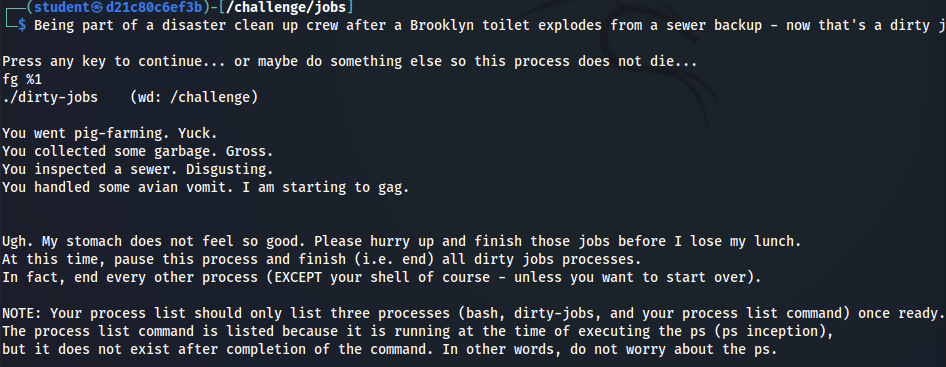 ┌──(student㉿d21c80c6ef3b)-[/challenge/jobs]
└─$ Being part of a disaster clean up crew after a Brooklyn toilet explodes from a sewer backup - now that's a dirty j
Press any key to continue... or maybe do something else so this process does not die...
fg %1
./dirty-jobs    (wd: /challenge)
You went pig-farming. Yuck.
You collected some garbage. Gross.
You inspected a sewer. Disgusting.
You handled some avian vomit. I am starting to gag.
Ugh. My stomach does not feel so good. Please hurry up and finish those jobs before I lose my lunch.
At this time, pause this process and finish (i.e. end) all dirty jobs processes.
In fact, end every other process (EXCEPT your shell of course - unless you want to start over).
NOTE: Your process list should only list three processes (bash, dirty-jobs, and your process list command) once ready.
The process list command is listed because it is running at the time of executing the ps (ps inception),
but it does not exist after completion of the command. In other words, do not worry about the ps.